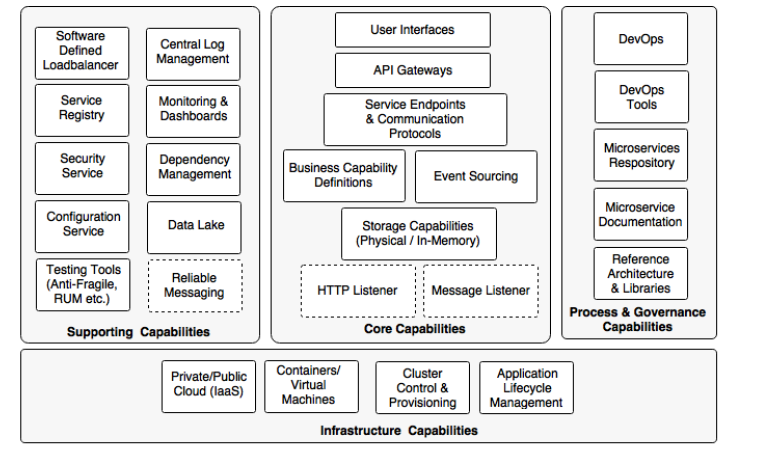 Software
Defined
Loadbalancer
Central Log
Management
Service
Registry
Monitoring &
Dashboards
Security
Service
Dependency
Management
Configuration
Service
Data Lake
Testing Tools
(Anti-Fragile,
RUM etc.)
Reliable
Messaging
Supporting Capabilities
User Interfaces
API Gateways
Service Endpoints
& Communication
Protocols
Business Capability
Definitions
Event Sourcing
Storage Capabilities
(Physical / In-Memory)
HTTP Listener
Message Listener
Core Capabilities
DevOps
DevOps
Tools
Microservices
Respository
Microservice
Documentation
Reference
Architecture
& Libraries
Process & Governance
Capabilities
Private/Public
Cloud (IaaS)
Containers/
Virtual
Machines
Cluster
Control &
Provisioning
Application
Lifecycle
Management
Infrastructure Capabilities